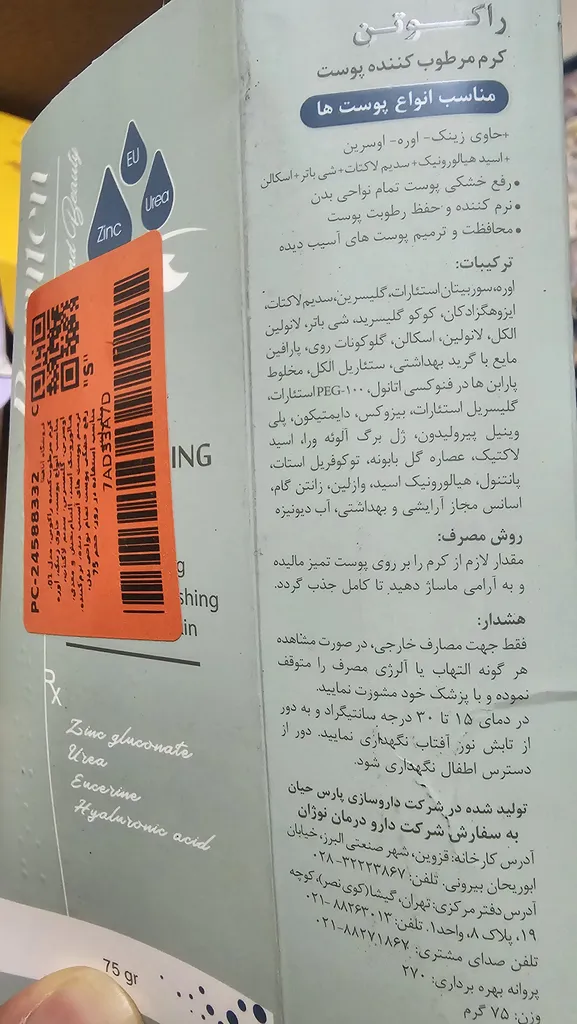 راگوتن
کرم مرطوب کننده پوست
مناسب انواع پوست ها
+حاوی زینک- اوره- اوسرین
+اسید هیالورونیک+سدیم لاکتات+شی باتر+اسکالن
•رفع خشکی پوست تمام نواحی بدن
•نرم کننده و حفظ رطوبت پوست
•محافظت و ترمیم پوست های آسیب دیده
ترکیبات:
اوره،سوربیتان استئارات،گلیسرین،سدیم لاکتات،
ایزوهگزادکان، کوکو گلیسرید، شی باتر، لانولین
الکل، لانولین، اسکالن، گلوکونات روی، پارافین
مایع با گرید بهداشتی، ستئاریل الکل، مخلوط
پارابن ها در فنوکسی اتانول، PEG-۱۰۰استئارات،
گلیسریل استئارات، بیزوکس، دایمتیکون، پلی
وینیل پیرولیدون، ژل برگ آلوئه ورا، اسید
لاکتیک، عصاره گل بابونه، توکوفریل استات،
پانتنول، هیالورونیک اسید، وازلین، زانتن گام،
اسانس مجاز آرایشی و بهداشتی، آب دیونیزه
روش مصرف:
مقدار لازم از کرم را بر روی پوست تمیز مالیده
و به آرامی ماساژ دهید تا کامل جذب گردد.
هشدار:
فقط جهت مصارف خارجی، در صورت مشاهده
هر گونه التهاب یا آلرژی مصرف را متوقف
نموده و با پزشک خود مشورت نمایید.
در دمای ۱۵ تا ۳۰ درجه سانتیگراد و به دور
از تابش نور آفتاب نگهداری نمایید. دور از
دسترس اطفال نگهداری شود.
تولید شده در شرکت داروسازی پارس حیان
به سفارش شرکت دارو درمان نوژان
آدرس کارخانه: قزوین، شهر صنعتی البرز، خیابان
ابوریحان بیرونی. تلفن: ۳۲۲۲۳۸۶۷-۰۲۸
آدرس دفتر مرکزی: تهران، گیشا(کوی نصر)، کوچه
۱۹، پلاک ۸، واحد۱. تلفن: ۸۸۲۶۳۰۱۳-۰۲۱
تلفن صدای مشتری: ۸۸۲۷۱۸۶۷-۰۲۱
پروانه بهره برداری: ۲۷۰
وزن: ۷۵ گرم
and Beauty
EU
Zinc
Urea
PC-24588332
"S"
7AD33A7D
ING
g
shing
in
Rx
Zinc gluconate
Urea
Eucerine
Hyaluronic acid
75 gr